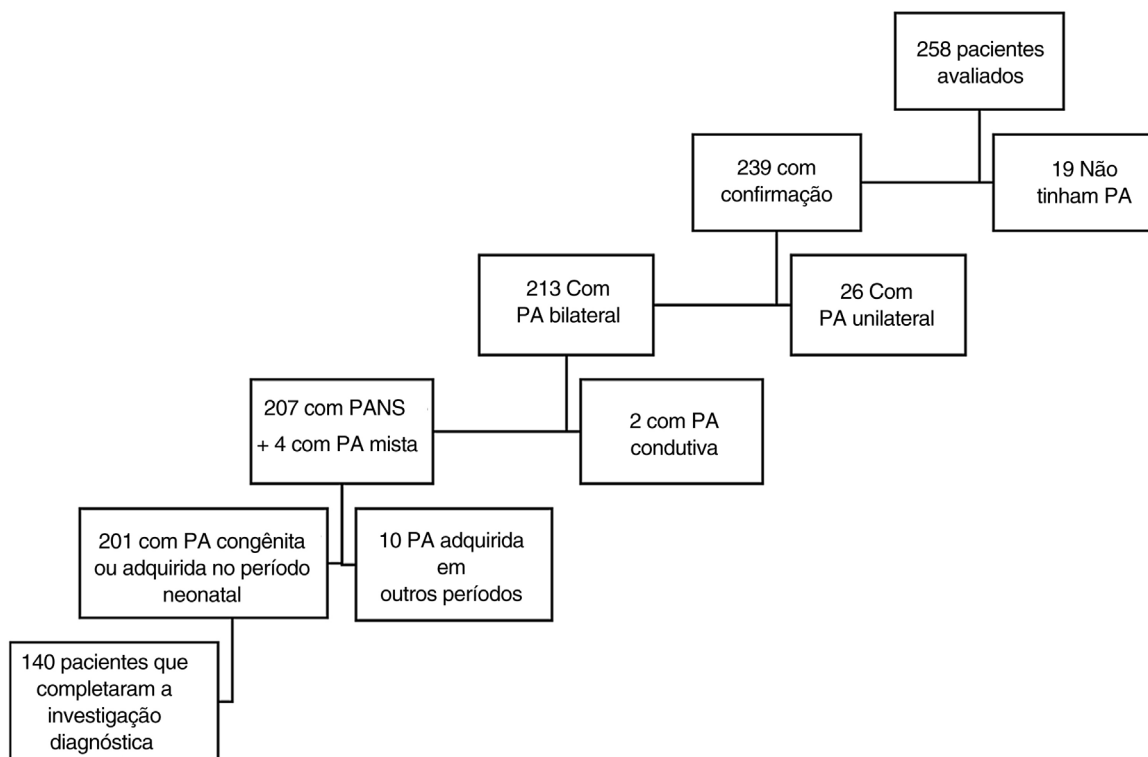 258 pacientes
avaliados
239 com
confirmação
19 Não
tinham PA
213 Com
PA bilateral
26 Com
PA unilateral
207 com PANS
+ 4 com PA mista
2 com PA
condutiva
201 com PA congênita
ou adquirida no período
neonatal
10 PA adquirida
em
outros períodos
140 pacientes que
completaram a
investigação
diagnóstica